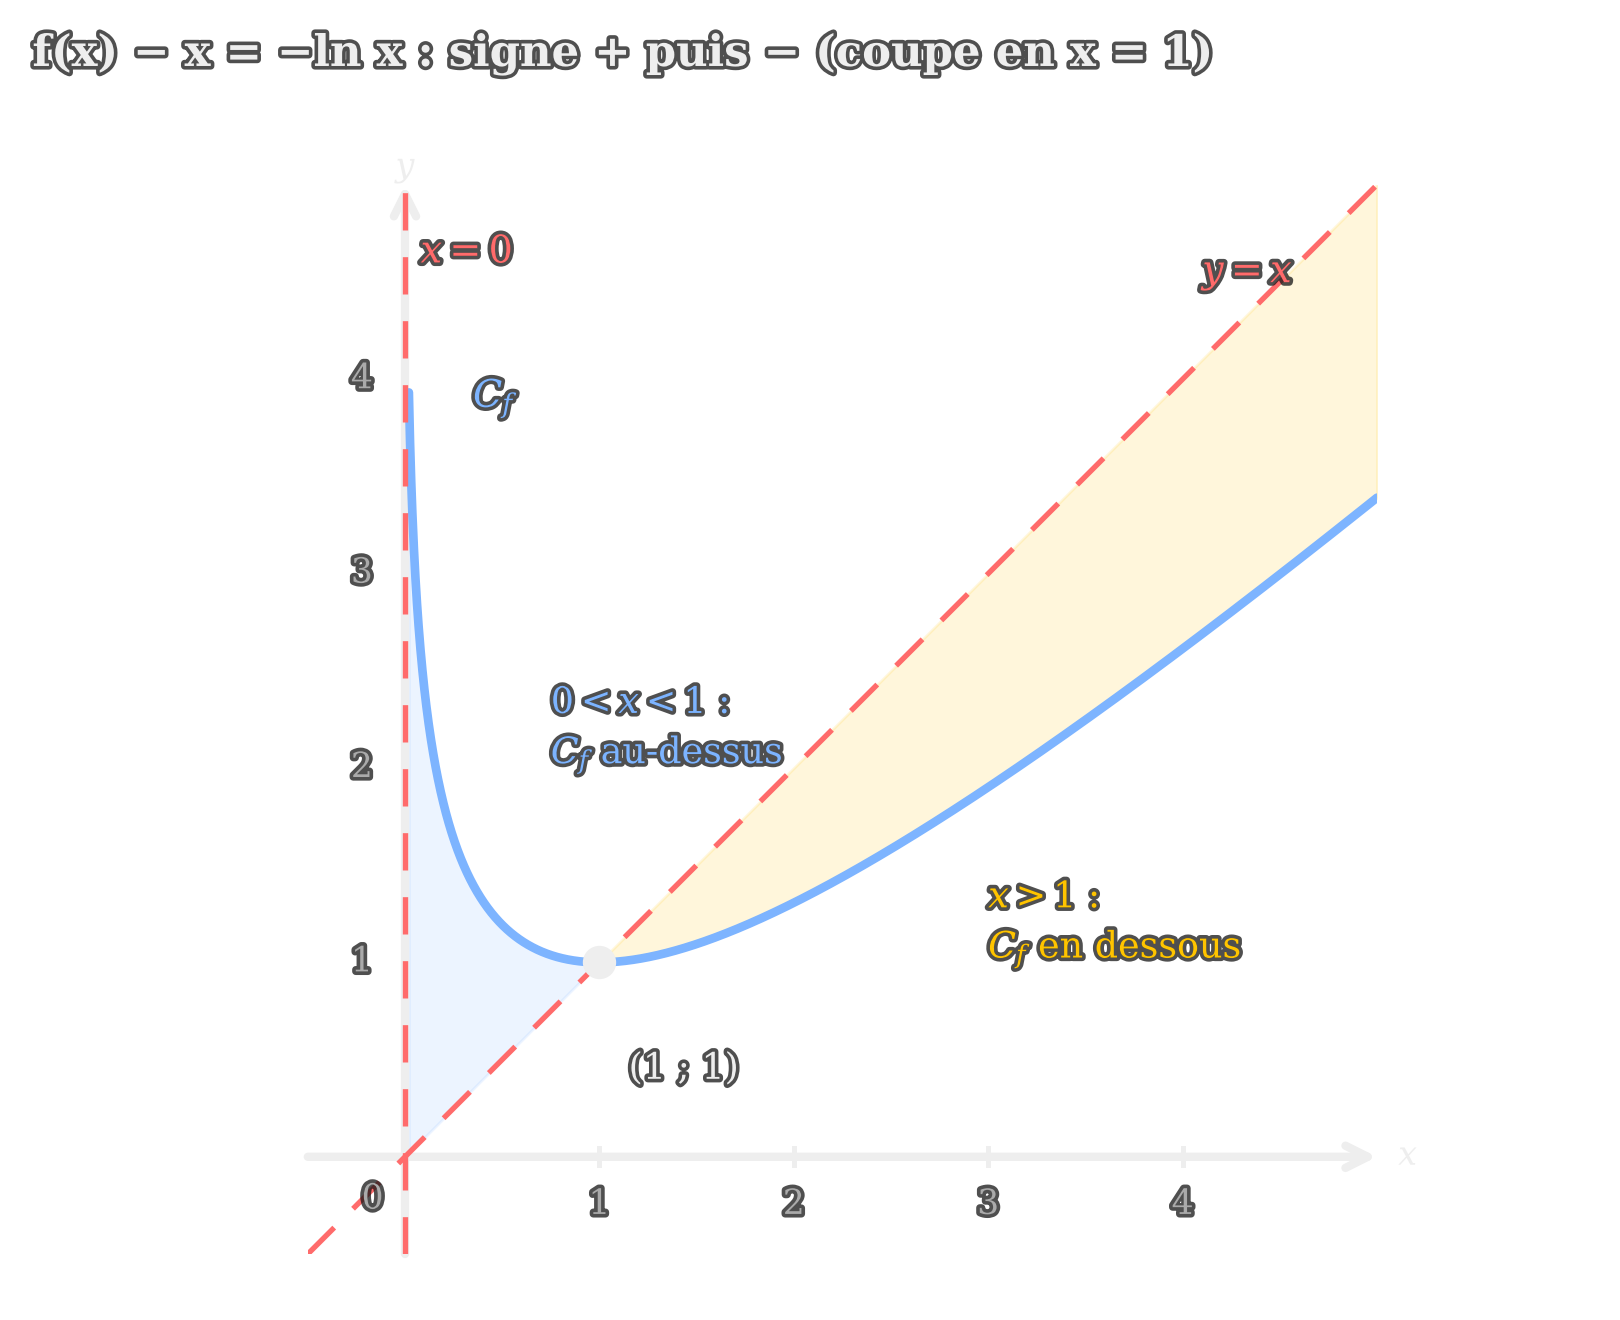 f(x) − x = −ln x : signe + puis − (coupe en x = 1)
y
x = 0
y = x
4
C_f
3
0 < x < 1 :
C_f au-dessus
2
x > 1 :
C_f en dessous
1
(1 ; 1)
x
0 1 2 3 4